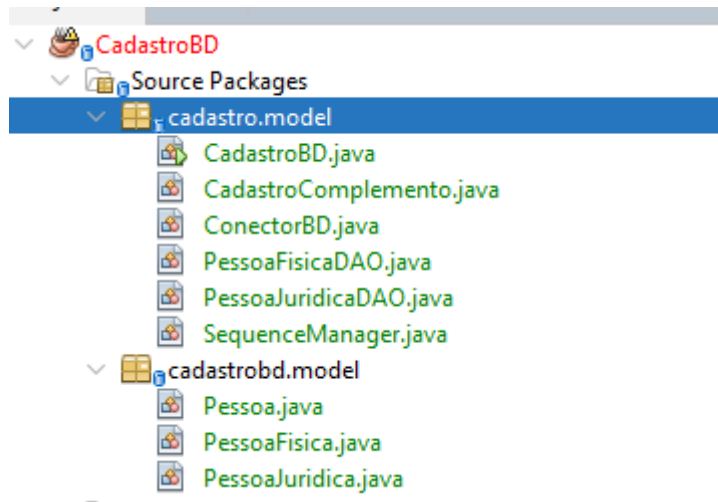 CadastroBD
Source Packages
cadastro.model
CadastroBD.java
CadastroComplemento.java
ConectorBD.java
PessoaFisicaDAO.java
PessoaJuridicaDAO.java
SequenceManager.java
cadastrobd.model
Pessoa.java
PessoaFisica.java
PessoaJuridica.java